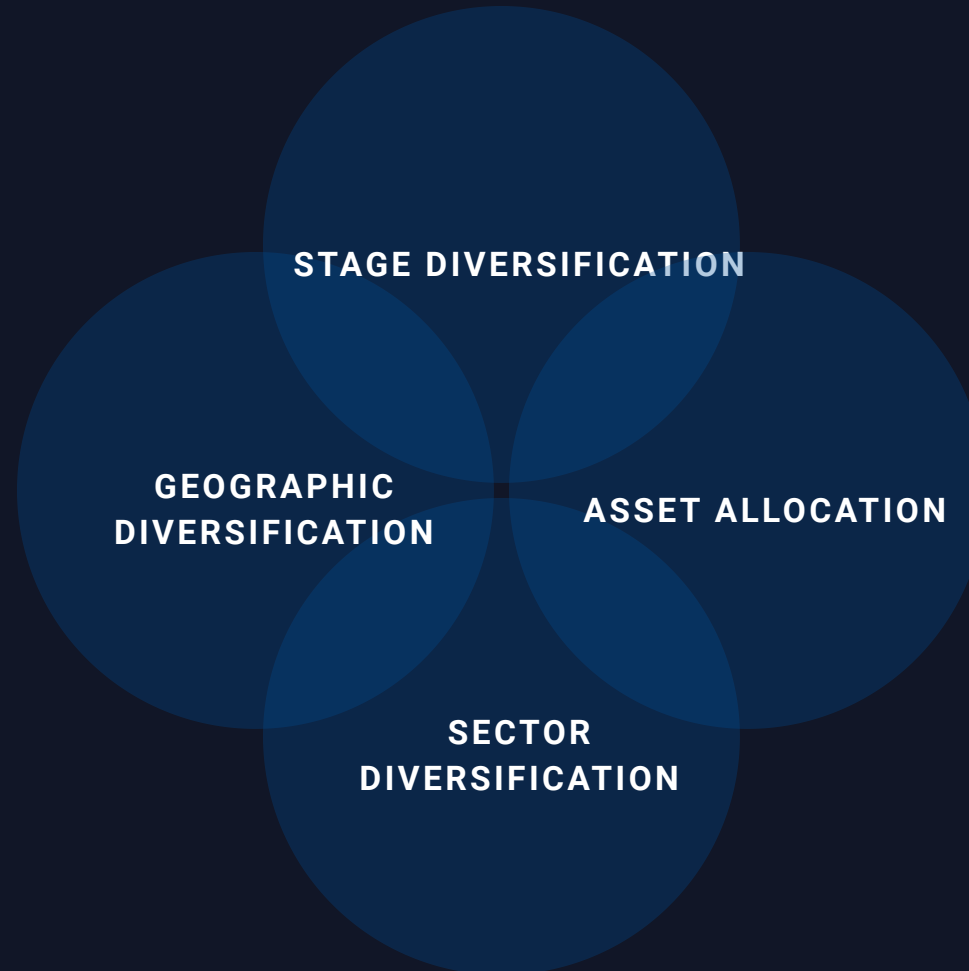 STAGE DIVERSIFICATION
GEOGRAPHIC
DIVERSIFICATION
ASSET ALLOCATION
SECTOR
DIVERSIFICATION